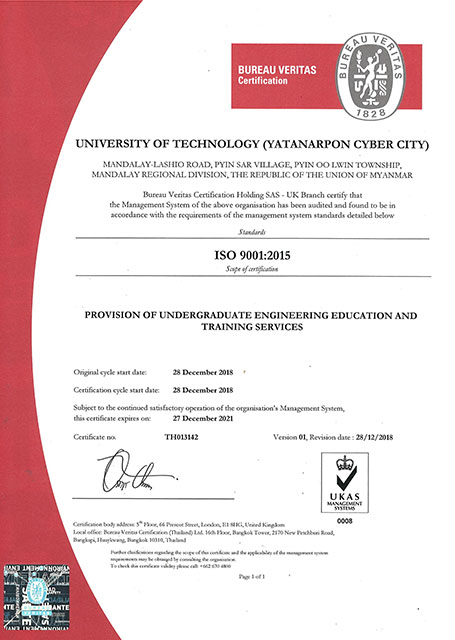 BUREAU VERITAS
Certification
BUREAU VERITAS
1828
UNIVERSITY OF TECHNOLOGY (YATANARPON CYBER CITY)
MANDALAY-LASHIO ROAD, PYIN SAR VILLAGE, PYIN OO LWIN TOWNSHIP,
MANDALAY REGIONAL DIVISION, THE REPUBLIC OF THE UNION OF MYANMAR
Bureau Veritas Certification Holding SAS - UK Branch certify that
the Management System of the above organisation has been audited and found to be in
accordance with the requirements of the management system standards detailed below
Standards
ISO 9001:2015
Scope of certification
PROVISION OF UNDERGRADUATE ENGINEERING EDUCATION AND
TRAINING SERVICES
Original cycle start date: 28 December 2018
Certification cycle start date: 28 December 2018
Subject to the continued satisfactory operation of the organisation's Management System,
this certificate expires on: 27 December 2021
Certificate no. TH013142 Version 01, Revision date : 28/12/2018
UKAS
MANAGEMENT
SYSTEMS
0008
Certification body address: 5th Floor, 66 Prescot Street, London, E1 8HG, United Kingdom
Local office: Bureau Veritas Certification (Thailand) Ltd. 16th Floor, Bangkok Tower, 2170 New Petchburi Road,
Bangkapi, Huaykwang, Bangkok 10310, Thailand
Further clarifications regarding the scope of this certificate and the applicability of the management system
requirements may be obtained by consulting the organisation.
To check this certificate validity please call: +662 670 4800
Page 1 of 1